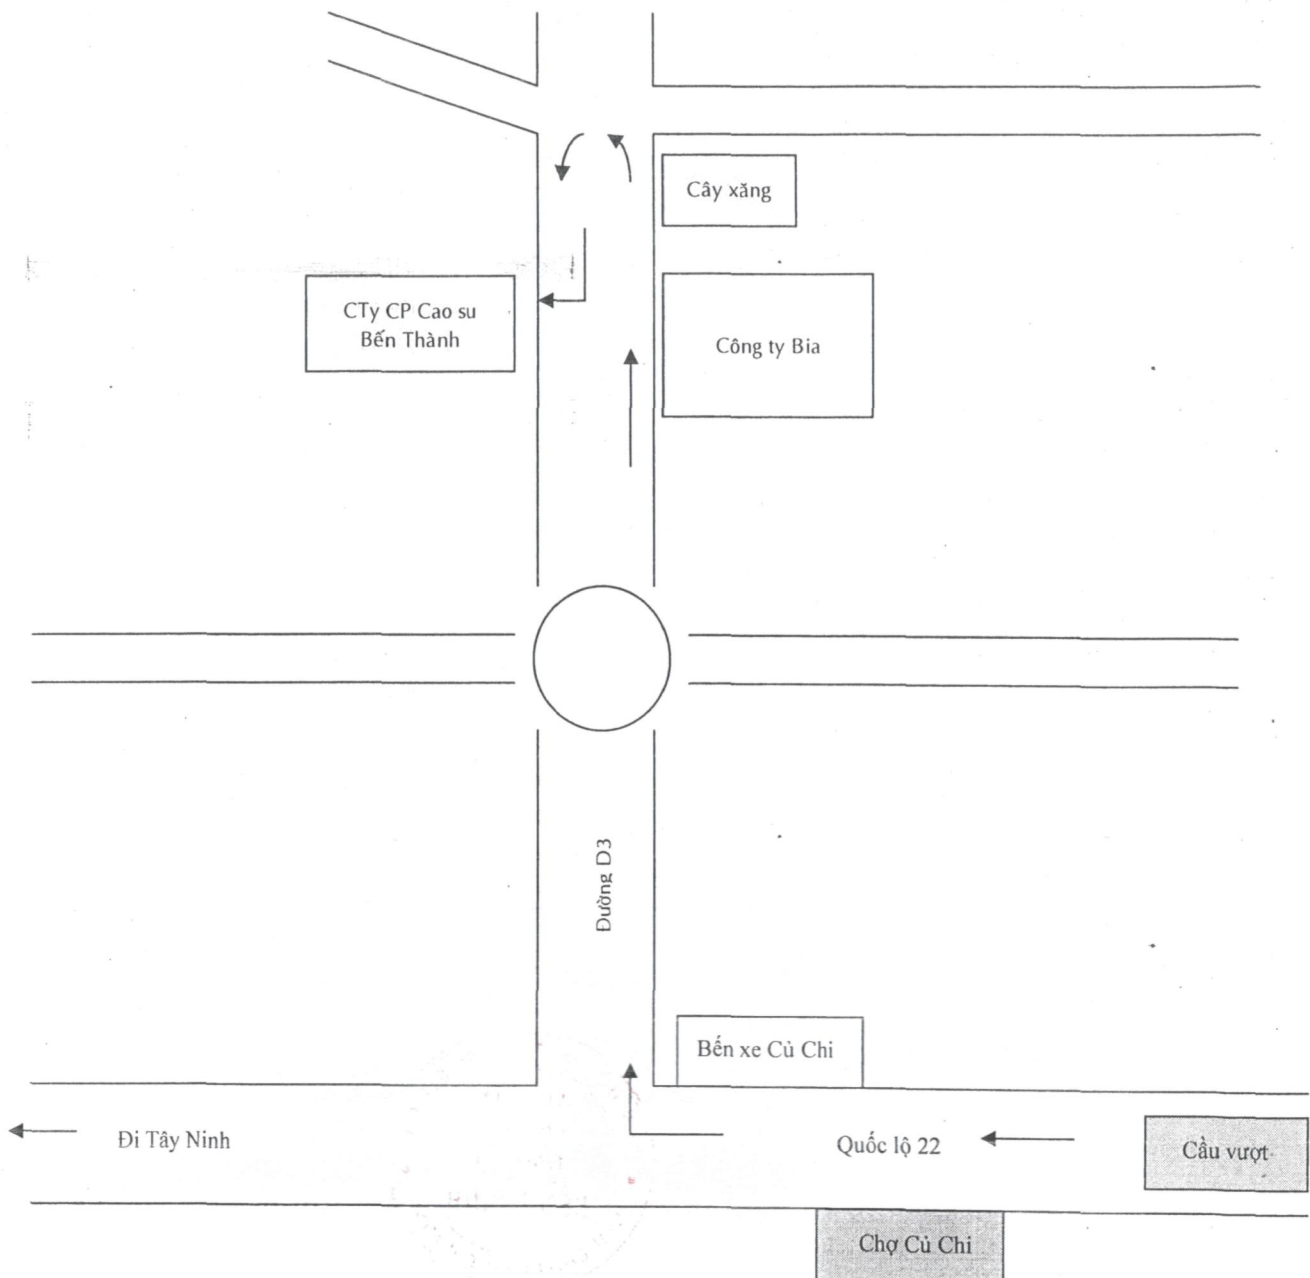 Cây xăng
CTy CP Cao su
Bến Thành
Công ty Bia
Đường D3
Bến xe Củ Chi
Đi Tây Ninh
Quốc lộ 22
Cầu vượt
Chợ Củ Chi